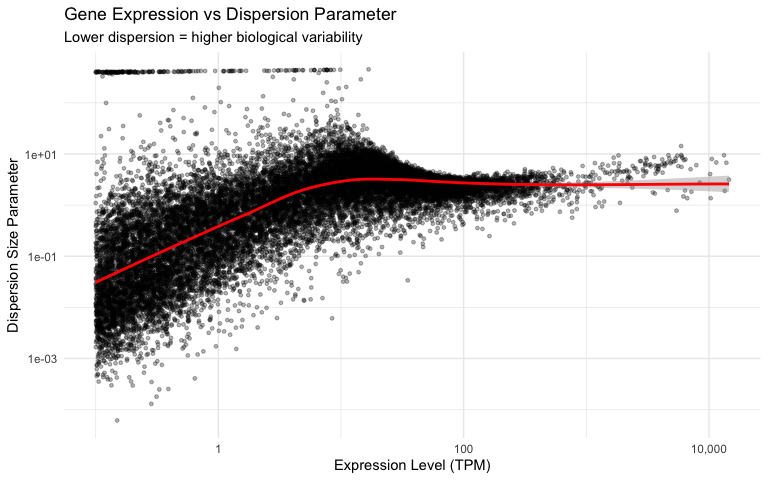 Gene Expression vs Dispersion Parameter
Lower dispersion = higher biological variability
Dispersion Size Parameter
1e+01
1e-01
1e-03
1
100
10,000
Expression Level (TPM)